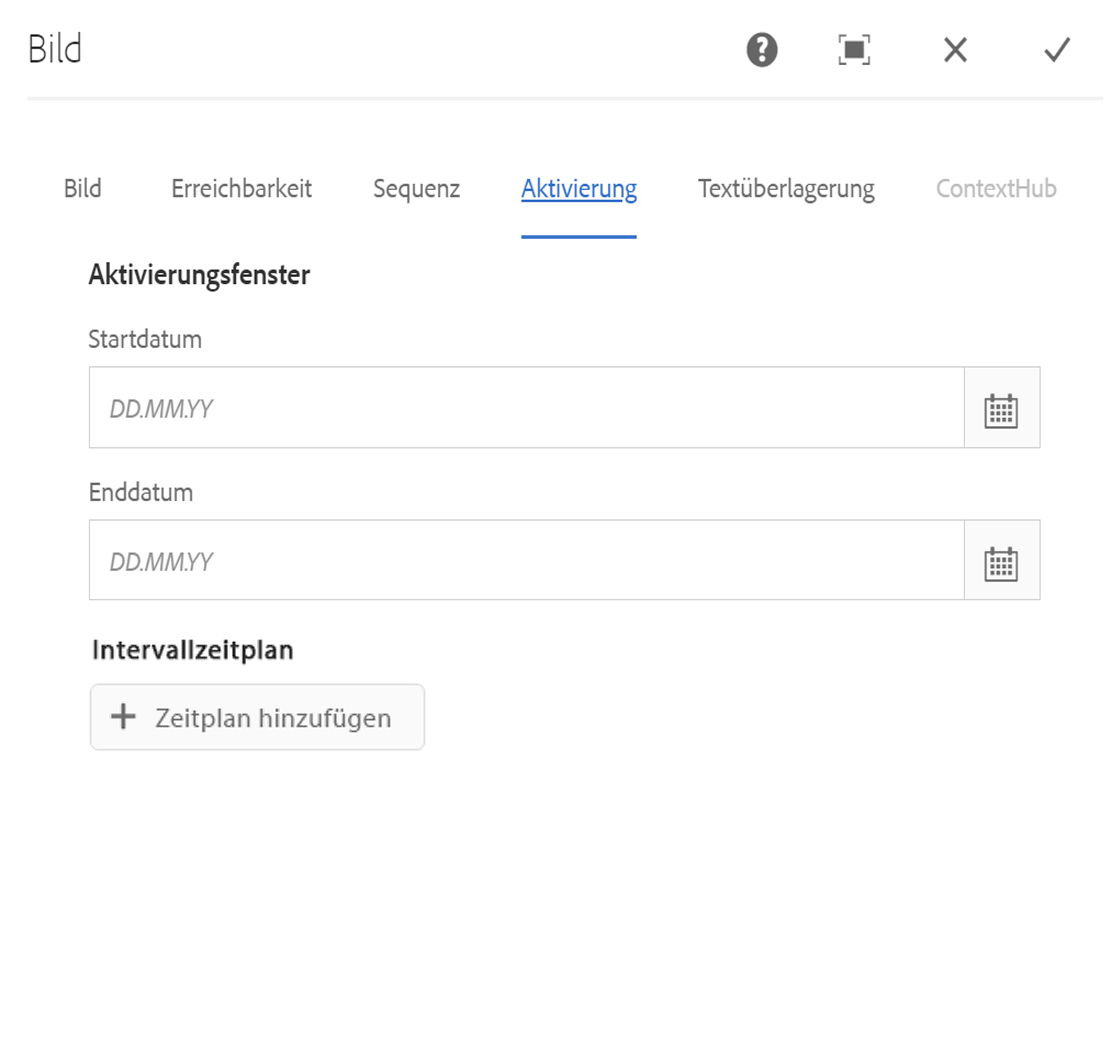 Bild
Bild Erreichbarkeit Sequenz Aktivierung Textüberlagerung ContextHub
Aktivierungsfenster
Startdatum
DD.MM.YY
Enddatum
DD.MM.YY
Intervallzeitplan
+ Zeitplan hinzufügen